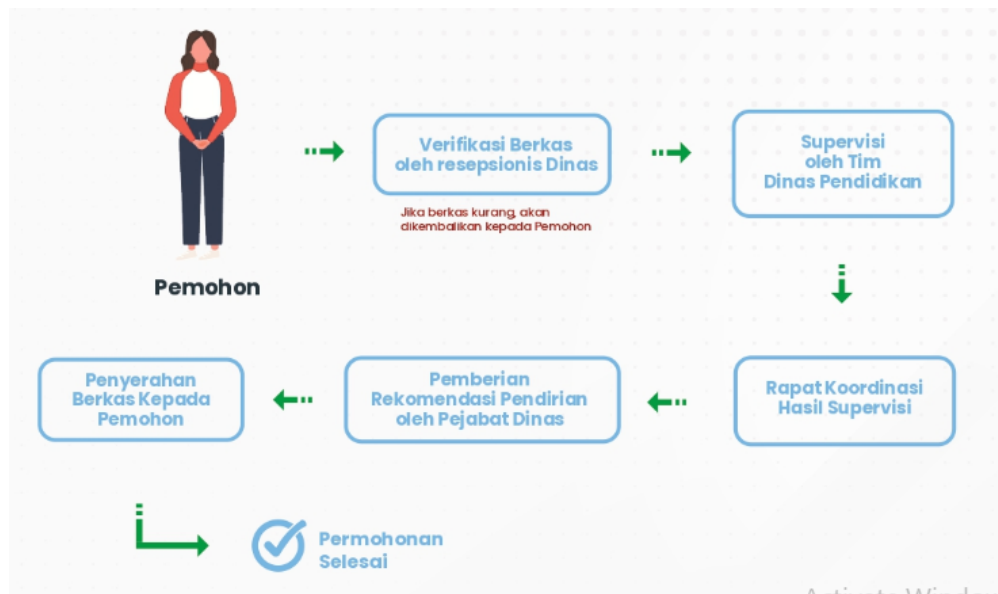 Verifikasi Berkas
oleh resepsionis Dinas
Jika berkas kurang, akan
dikembalikan kepada Pemohon
Supervisi
oleh Tim
Dinas Pendidikan
Pemohon
Rapat Koordinasi
Hasil Supervisi
Pemberian
Rekomendasi Pendirian
oleh Pejabat Dinas
Penyerahan
Berkas Kepada
Pemohon
Permohonan
Selesai